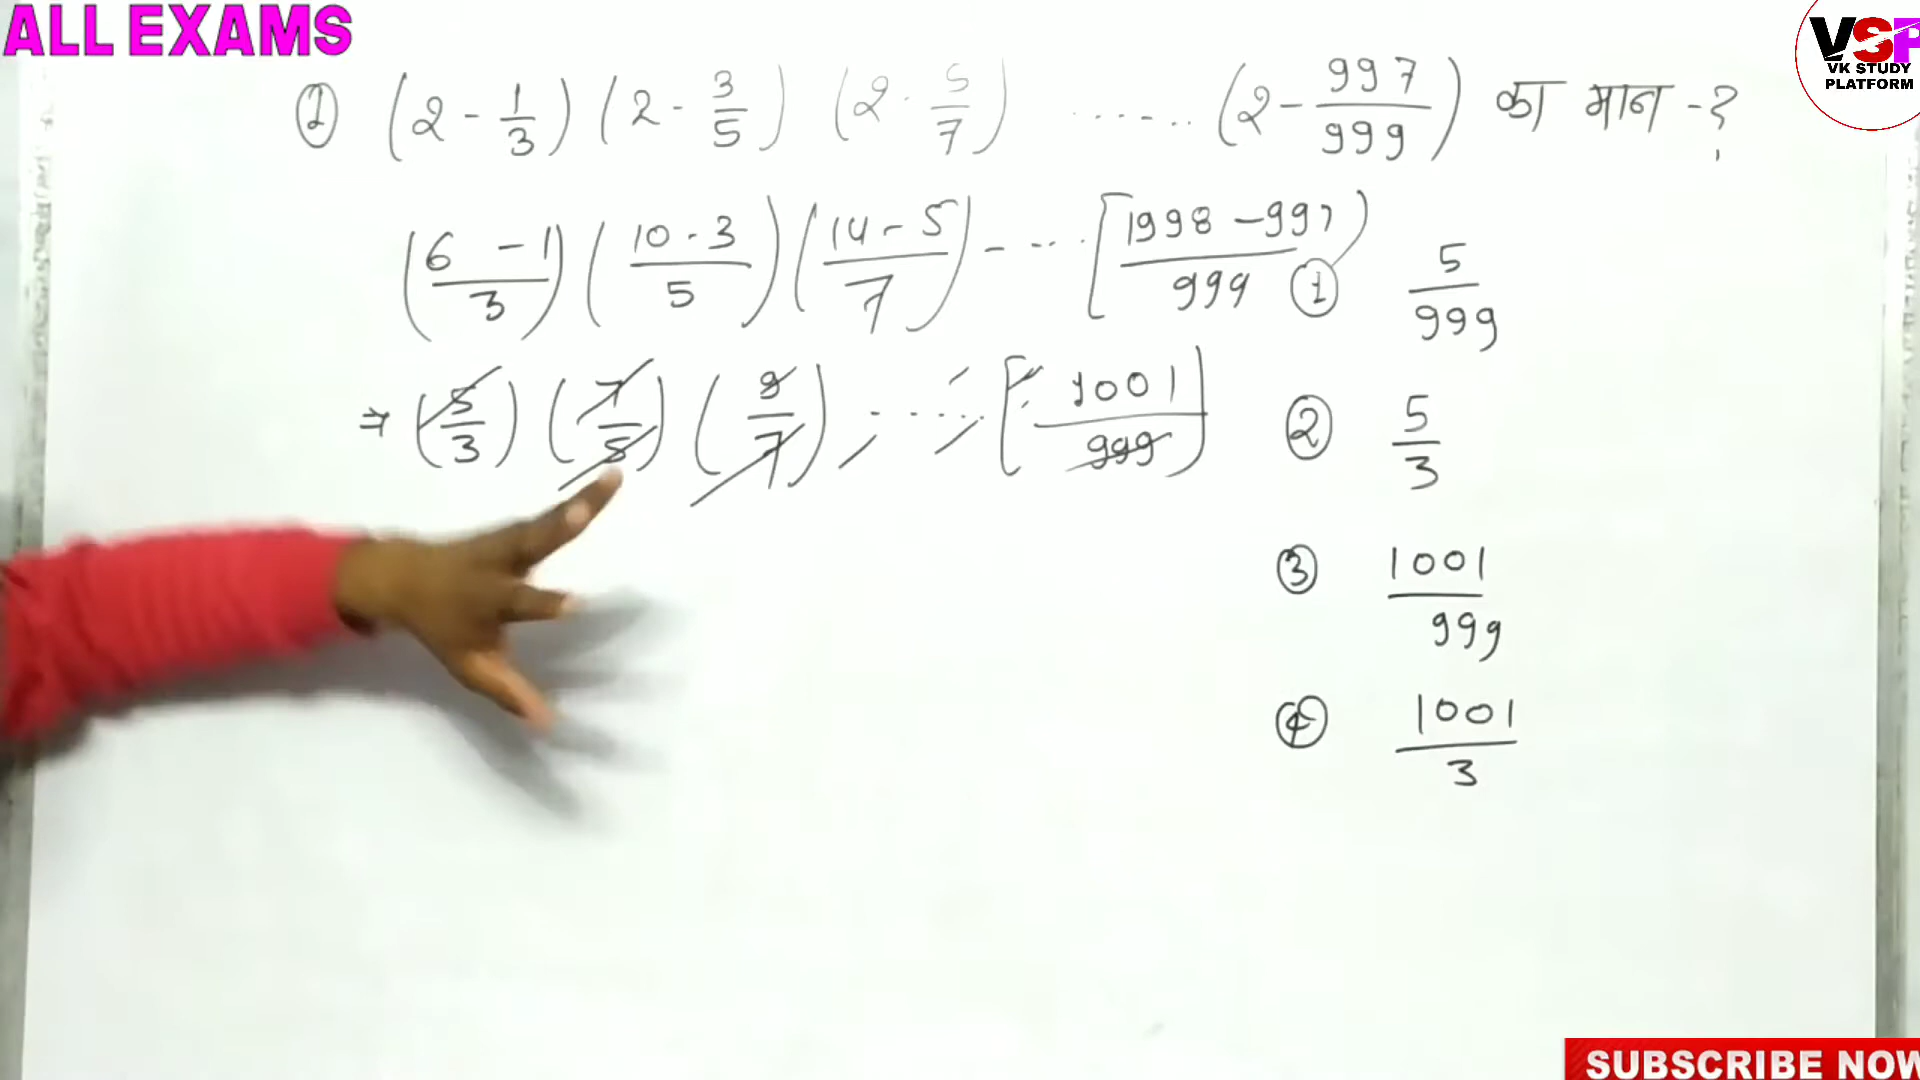 ALL EXAMS
VSP
VK STUDY
PLATFORM
① (2 - 1/3) (2 - 3/5) (2 - 5/7) ...... (2 - 997/999) का मान - ?
((6 - 1)/3) ((10 - 3)/5) ((14 - 5)/7) - ... [(1998 - 997)/999)
⇒ (5/3) (7/5) (9/7) ...... [1001/999)
① 5/999
② 5/3
③ 1001/999
④ 1001/3
SUBSCRIBE NOW